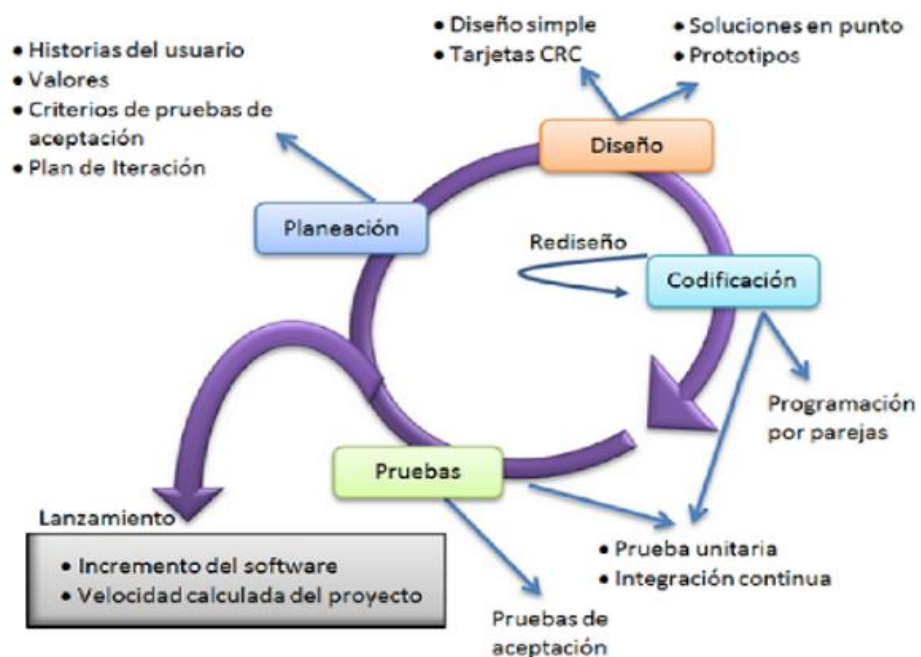 • Historias del usuario
• Valores
• Criterios de pruebas de
aceptación
• Plan de Iteración
• Diseño simple
• Tarjetas CRC
• Soluciones en punto
• Prototipos
Diseño
Planeación
Rediseño
Codificación
Programación
por parejas
Pruebas
Lanzamiento
• Incremento del software
• Velocidad calculada del proyecto
• Prueba unitaria
• Integración continua
Pruebas de
aceptación